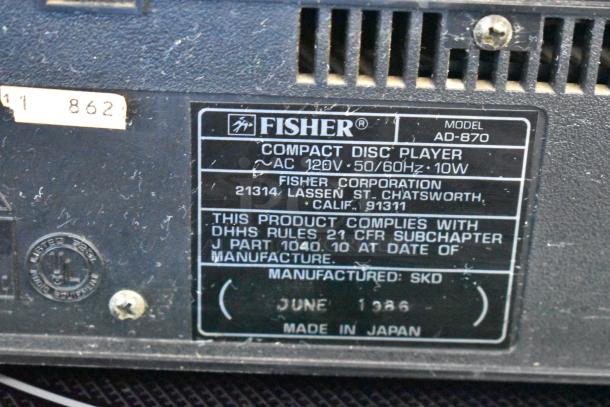 862
FISHER®
MODEL
AD-870
COMPACT DISC PLAYER
~AC 120V · 50/60Hz · 10W
FISHER CORPORATION
21314 LASSEN ST. CHATSWORTH,
CALIF. 91311
THIS PRODUCT COMPLIES WITH
DHHS RULES 21 CFR SUBCHAPTER
J PART 1040.10 AT DATE OF
MANUFACTURE.
MANUFACTURED: SKD
JUNE 1986
MADE IN JAPAN
LISTED
UL